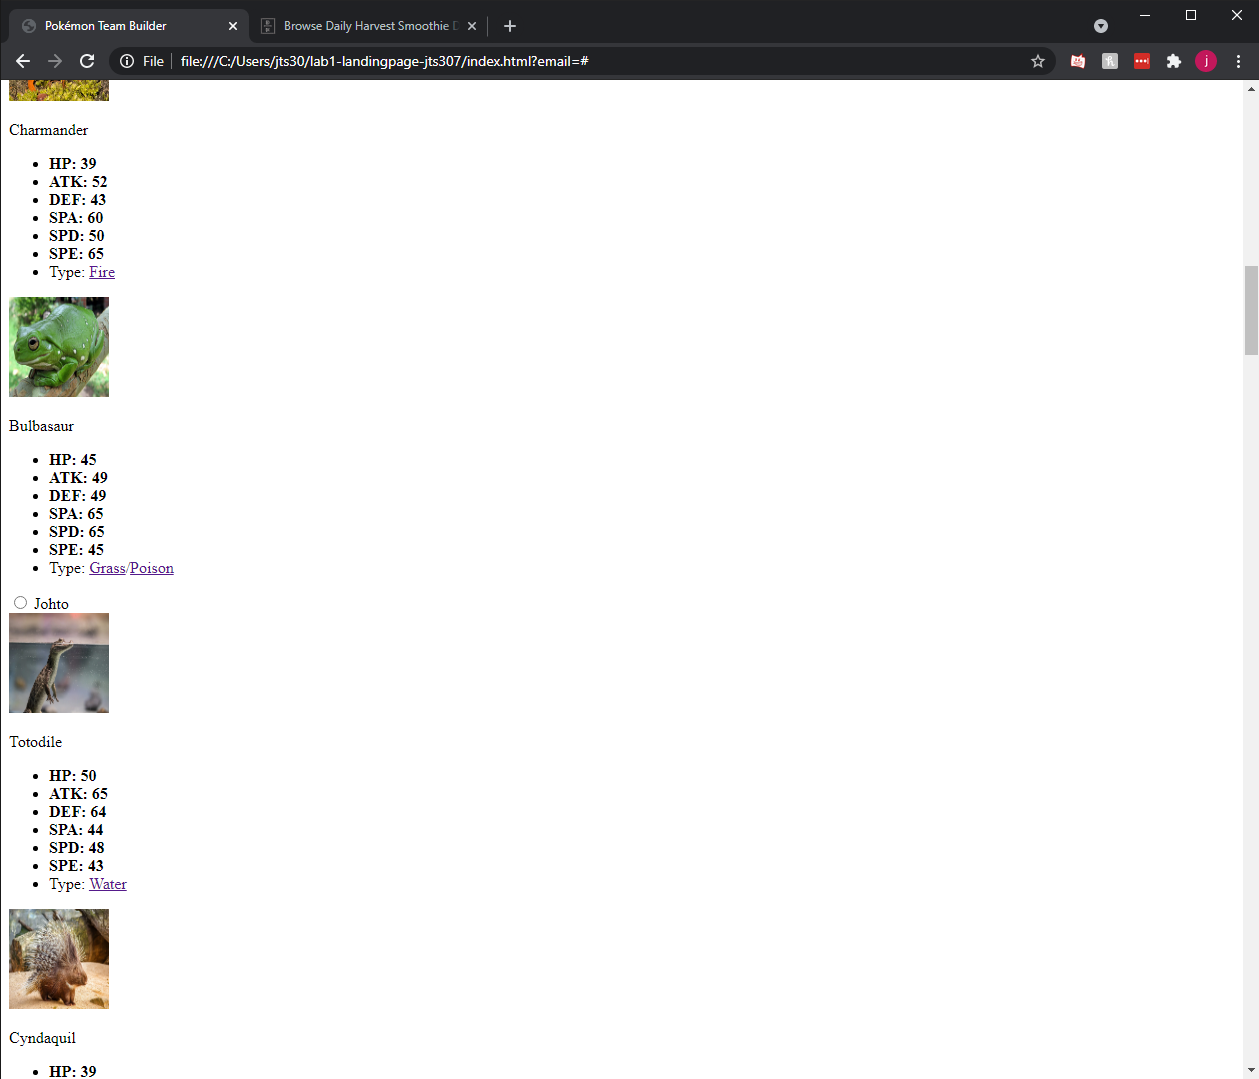 Pokémon Team Builder
Browse Daily Harvest Smoothie
File
file:///C:/Users/jts30/lab1-landingpage-jts307/index.html?email=#
j
Charmander
HP: 39
ATK: 52
DEF: 43
SPA: 60
SPD: 50
SPE: 65
Type: Fire
Bulbasaur
HP: 45
ATK: 49
DEF: 49
SPA: 65
SPD: 65
SPE: 45
Type: Grass/Poison
Johto
Totodile
HP: 50
ATK: 65
DEF: 64
SPA: 44
SPD: 48
SPE: 43
Type: Water
Cyndaquil
HP: 39